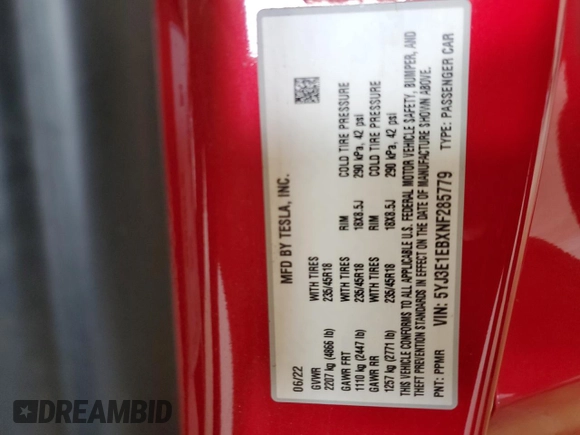 MFD BY TESLA, INC.
06/22
GVWR WITH TIRES RIM COLD TIRE PRESSURE
2207 kg (4866 lb) 235/45R18 18X8.5J 290 kPa, 42 psi
GAWR FRT WITH TIRES RIM COLD TIRE PRESSURE
1110 kg (2447 lb) 235/45R18 18X8.5J 290 kPa, 42 psi
GAWR RR
1257 kg (2771 lb) 235/45R18
THIS VEHICLE CONFORMS TO ALL APPLICABLE U.S. FEDERAL MOTOR VEHICLE SAFETY, BUMPER, AND
THEFT PREVENTION STANDARDS IN EFFECT ON THE DATE OF MANUFACTURE SHOWN ABOVE.
PNT: PPMR VIN: 5YJ3E1EBXNF285779 TYPE: PASSENGER CAR
DREAMBID